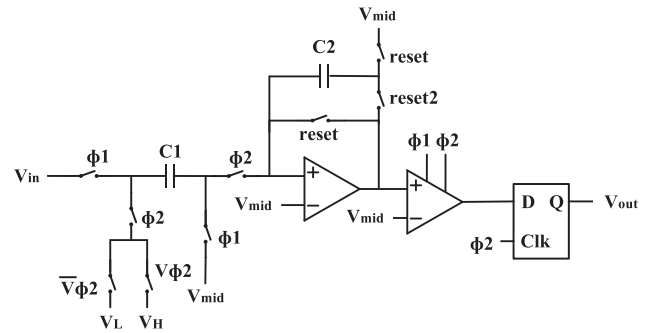 Vmid
C2
reset
reset2
reset
ϕ1 ϕ2
Vin
ϕ1
C1
ϕ2
+
−
Vmid
+
−
Vmid
D Q
Vout
ϕ2
Clk
ϕ2
ϕ1
V̅ϕ2
Vϕ2
Vmid
VL
VH